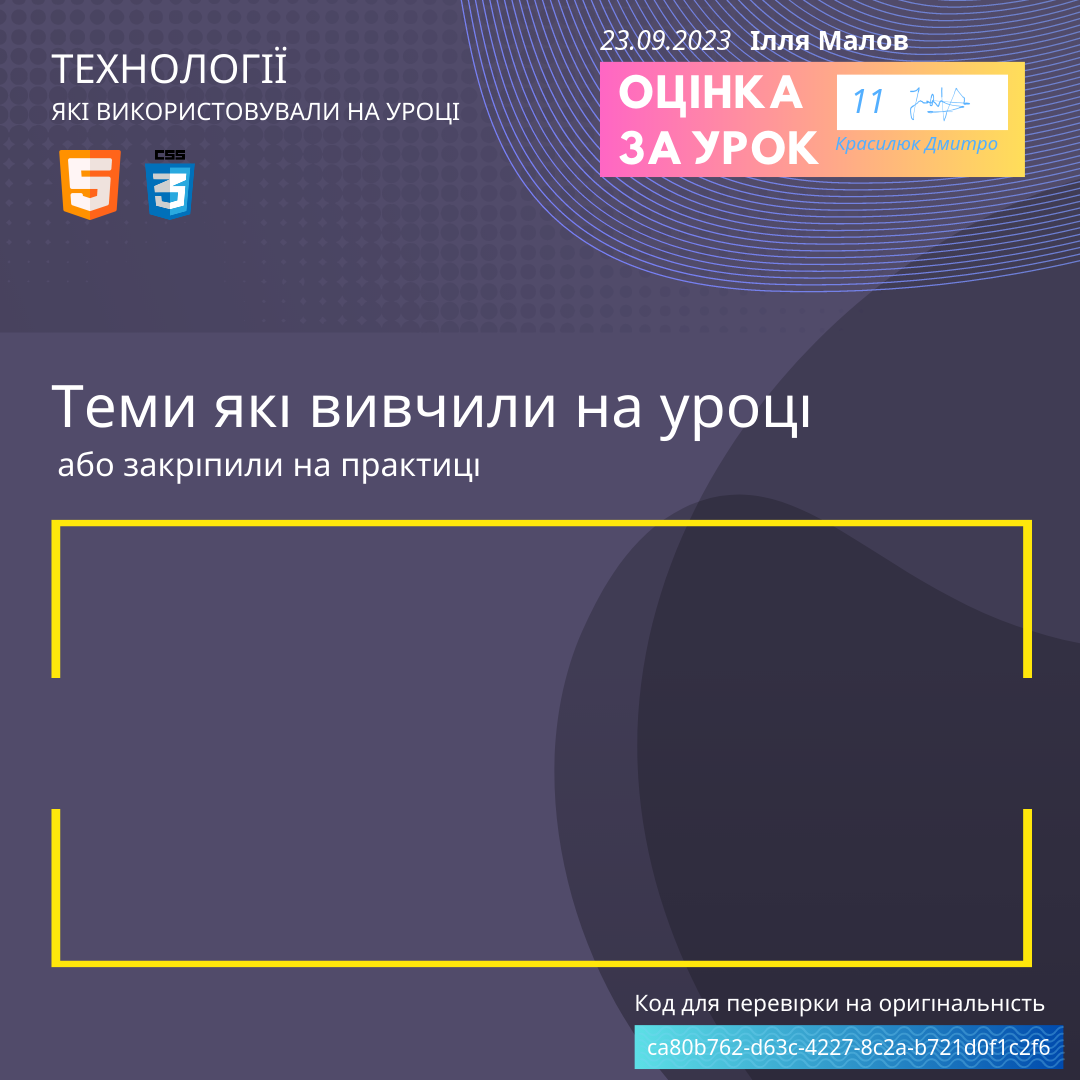 23.09.2023 Ілля Малов
ТЕХНОЛОГІЇ
ЯКІ ВИКОРИСТОВУВАЛИ НА УРОЦІ
ОЦІНКА
ЗА УРОК
11
Красилюк Дмитро
5
CSS
3
Теми які вивчили на уроці
або закріпили на практиці
Код для перевірки на оригінальність
ca80b762-d63c-4227-8c2a-b721d0f1c2f6